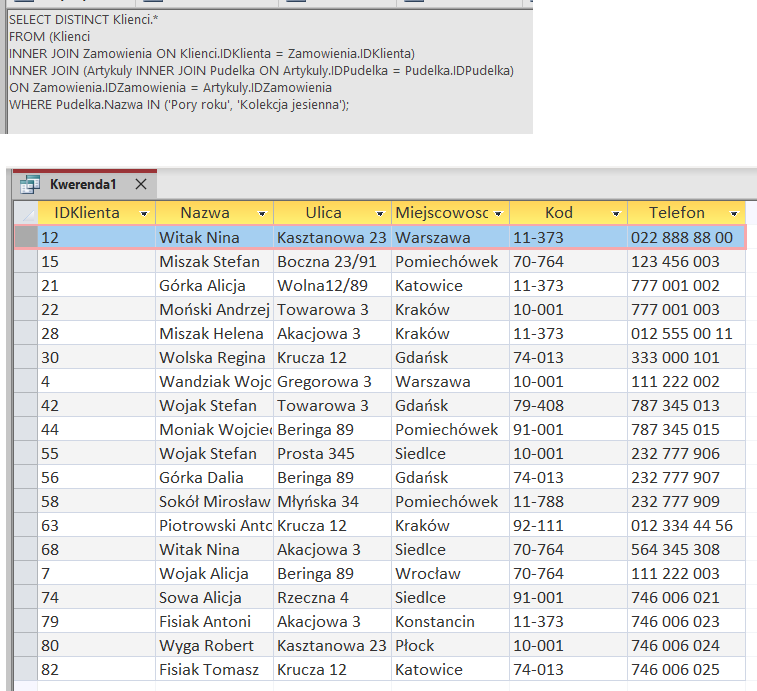 SELECT DISTINCT Klienci.*
FROM (Klienci
INNER JOIN Zamowienia ON Klienci.IDKlienta = Zamowienia.IDKlienta)
INNER JOIN (Artykuly INNER JOIN Pudelka ON Artykuly.IDPudelka = Pudelka.IDPudelka)
ON Zamowienia.IDZamowienia = Artykuly.IDZamowienia
WHERE Pudelka.Nazwa IN ('Pory roku', 'Kolekcja jesienna');
Kwerenda1
IDKlienta Nazwa Ulica Miejscowosc Kod Telefon
12 Witak Nina Kasztanowa 23 Warszawa 11-373 022 888 88 00
15 Miszak Stefan Boczna 23/91 Pomiechówek 70-764 123 456 003
21 Górka Alicja Wolna12/89 Katowice 11-373 777 001 002
22 Moński Andrzej Towarowa 3 Kraków 10-001 777 001 003
28 Miszak Helena Akacjowa 3 Kraków 11-373 012 555 00 11
30 Wolska Regina Krucza 12 Gdańsk 74-013 333 000 101
4 Wandziak Wojc Gregorowa 3 Warszawa 10-001 111 222 002
42 Wojak Stefan Towarowa 3 Gdańsk 79-408 787 345 013
44 Moniak Wojciec Beringa 89 Pomiechówek 91-001 787 345 015
55 Wojak Stefan Prosta 345 Siedlce 10-001 232 777 906
56 Górka Dalia Beringa 89 Gdańsk 74-013 232 777 907
58 Sokół Mirosław Młyńska 34 Pomiechówek 11-788 232 777 909
63 Piotrowski Antc Krucza 12 Kraków 92-111 012 334 44 56
68 Witak Nina Akacjowa 3 Siedlce 70-764 564 345 308
7 Wojak Alicja Beringa 89 Wrocław 70-764 111 222 003
74 Sowa Alicja Rzeczna 4 Siedlce 91-001 746 006 021
79 Fisiak Antoni Akacjowa 3 Konstancin 11-373 746 006 023
80 Wyga Robert Kasztanowa 23 Płock 10-001 746 006 024
82 Fisiak Tomasz Krucza 12 Katowice 74-013 746 006 025